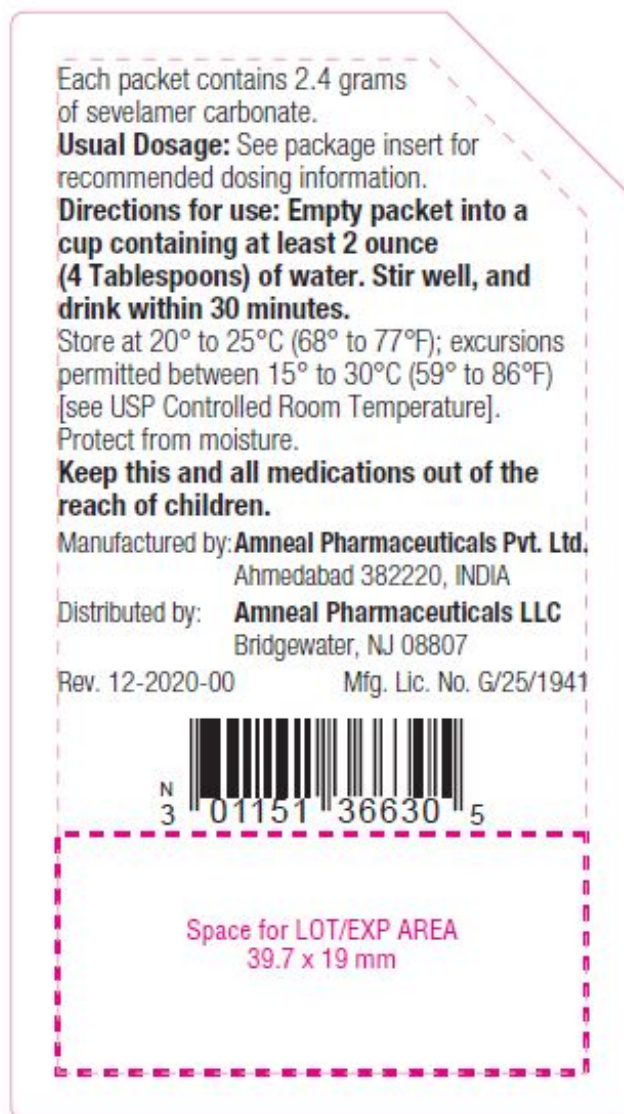 Each packet contains 2.4 grams
of sevelamer carbonate.
Usual Dosage: See package insert for
recommended dosing information.
Directions for use: Empty packet into a
cup containing at least 2 ounce
(4 Tablespoons) of water. Stir well, and
drink within 30 minutes.
Store at 20° to 25°C (68° to 77°F); excursions
permitted between 15° to 30°C (59° to 86°F)
[see USP Controlled Room Temperature].
Protect from moisture.
Keep this and all medications out of the
reach of children.
Manufactured by: Amneal Pharmaceuticals Pvt. Ltd.
Ahmedabad 382220, INDIA
Distributed by: Amneal Pharmaceuticals LLC
Bridgewater, NJ 08807
Rev. 12-2020-00 Mfg. Lic. No. G/25/1941
N
3 01151 36630 5
Space for LOT/EXP AREA
39.7 x 19 mm